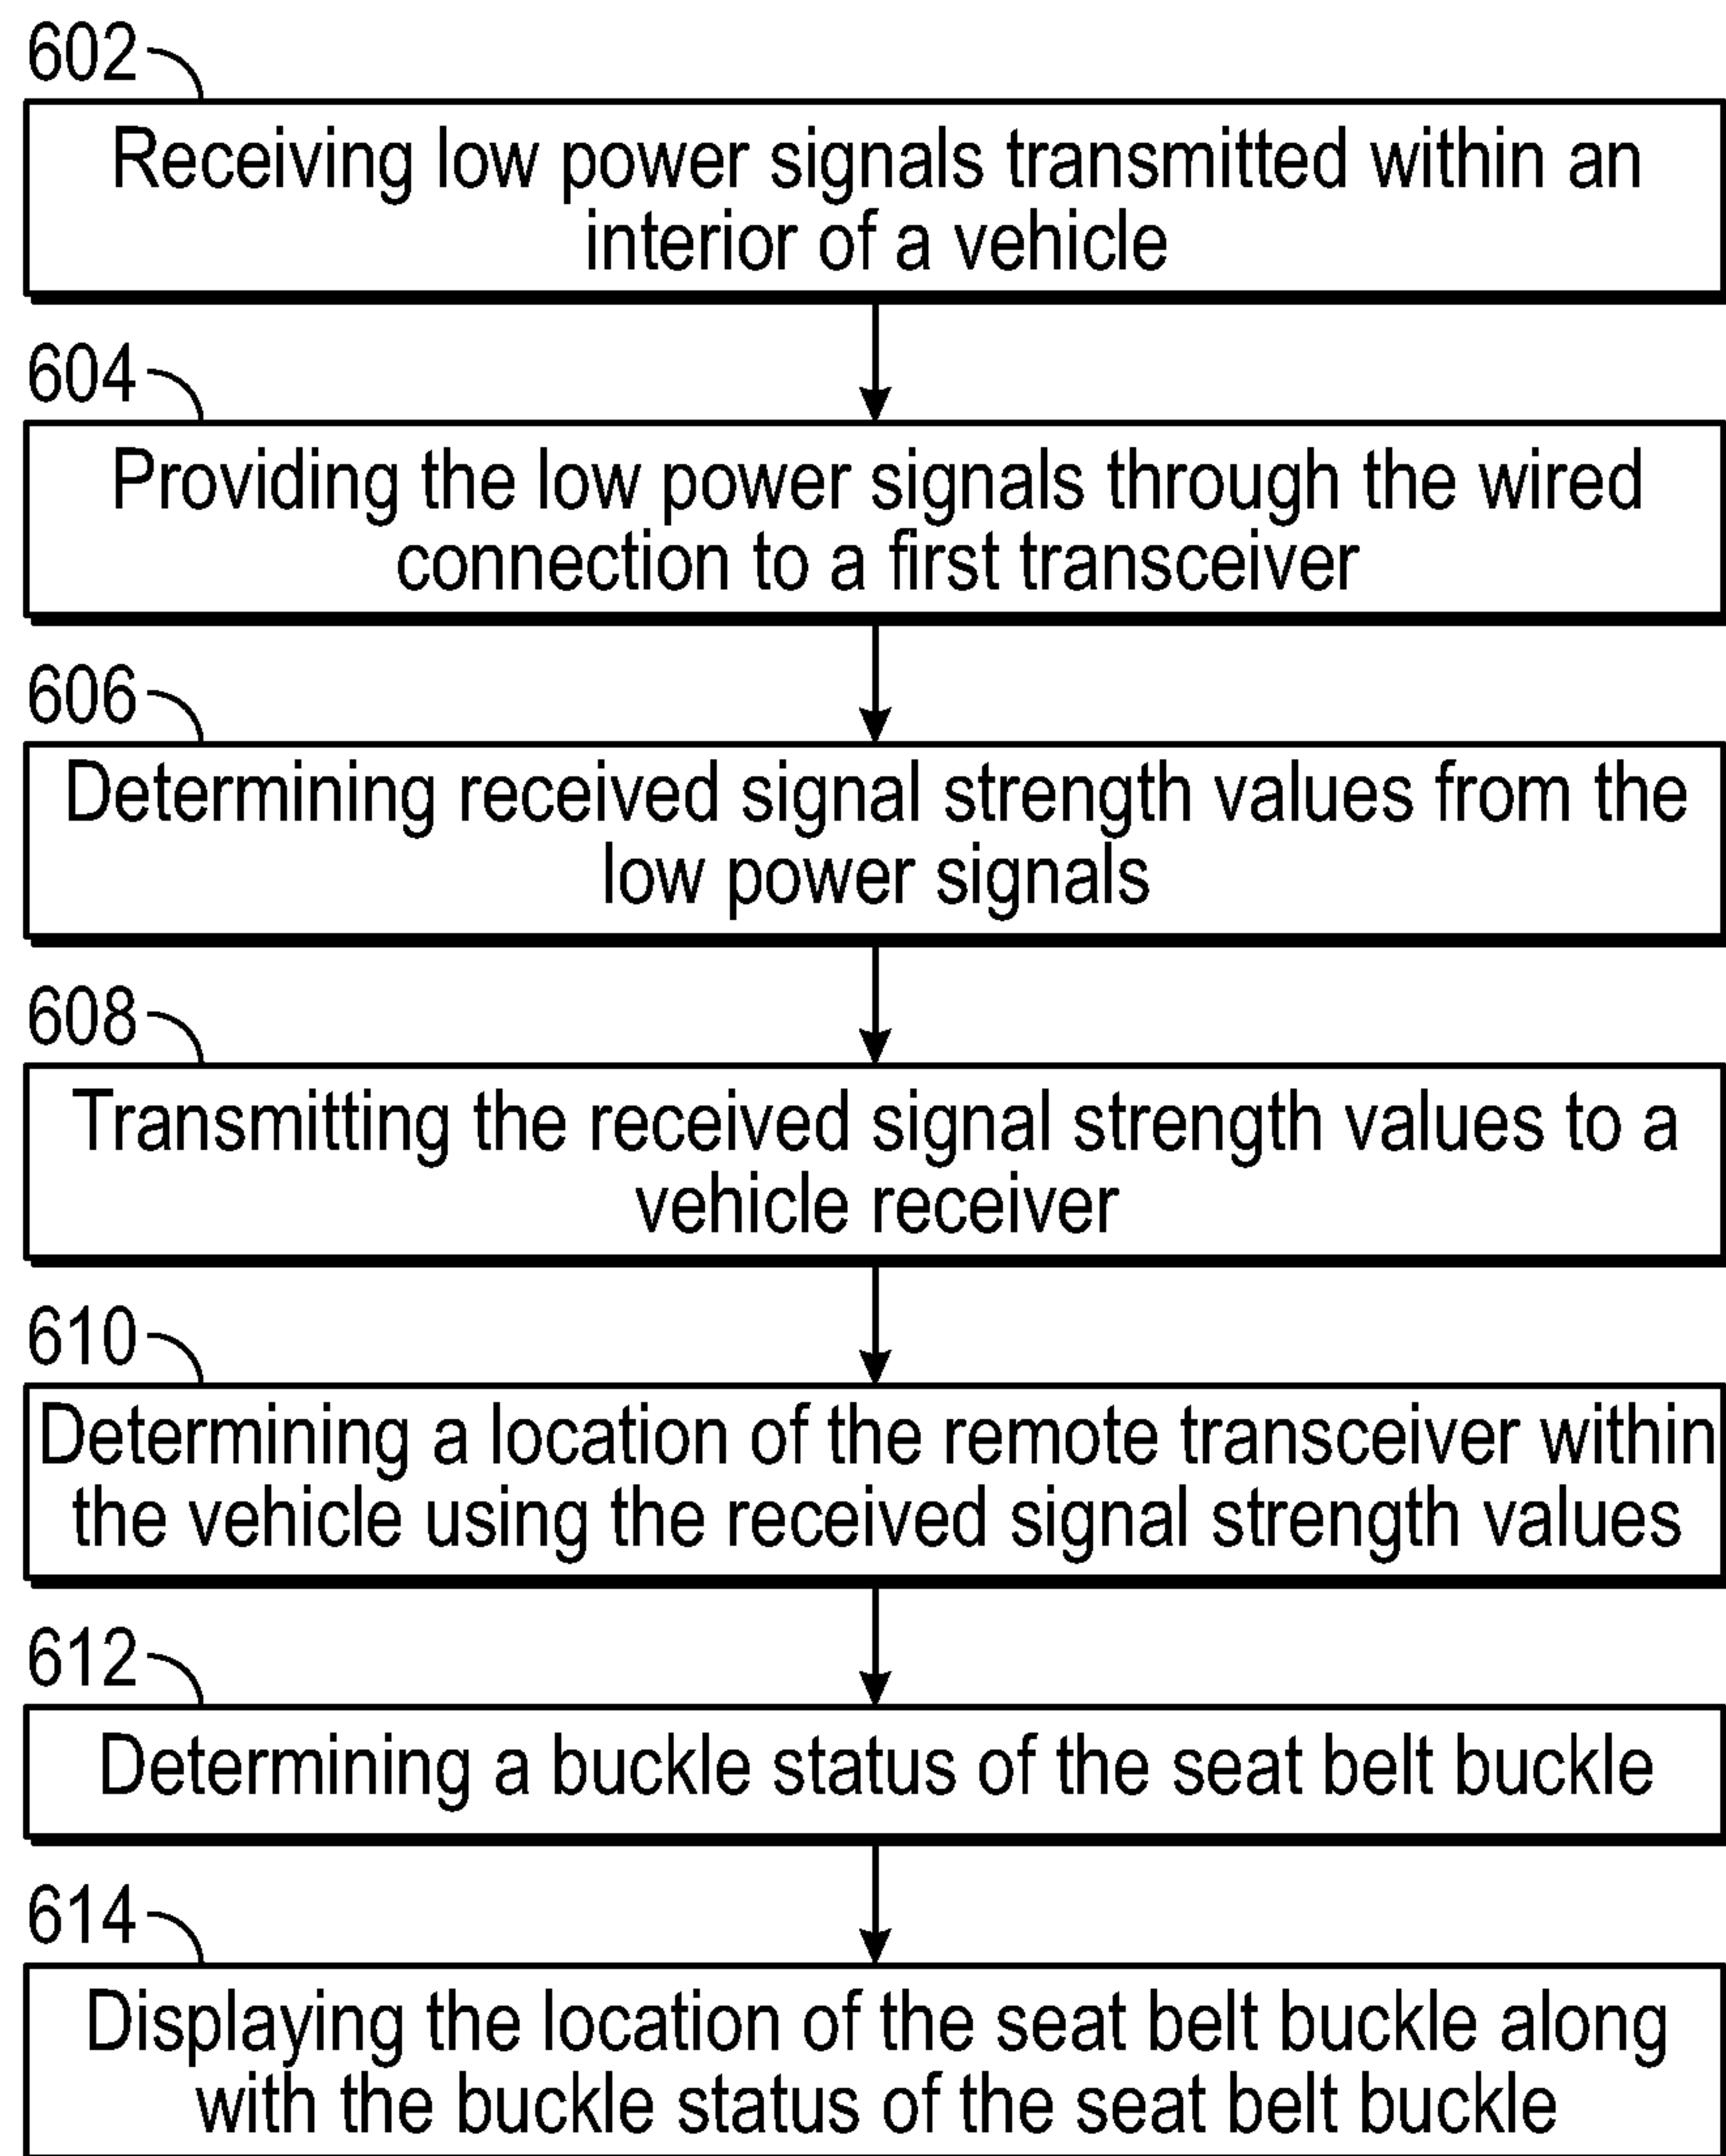 602
Receiving low power signals transmitted within an
interior of a vehicle
604
Providing the low power signals through the wired
connection to a first transceiver
606
Determining received signal strength values from the
low power signals
608
Transmitting the received signal strength values to a
vehicle receiver
610
Determining a location of the remote transceiver within
the vehicle using the received signal strength values
612
Determining a buckle status of the seat belt buckle
614
Displaying the location of the seat belt buckle along
with the buckle status of the seat belt buckle